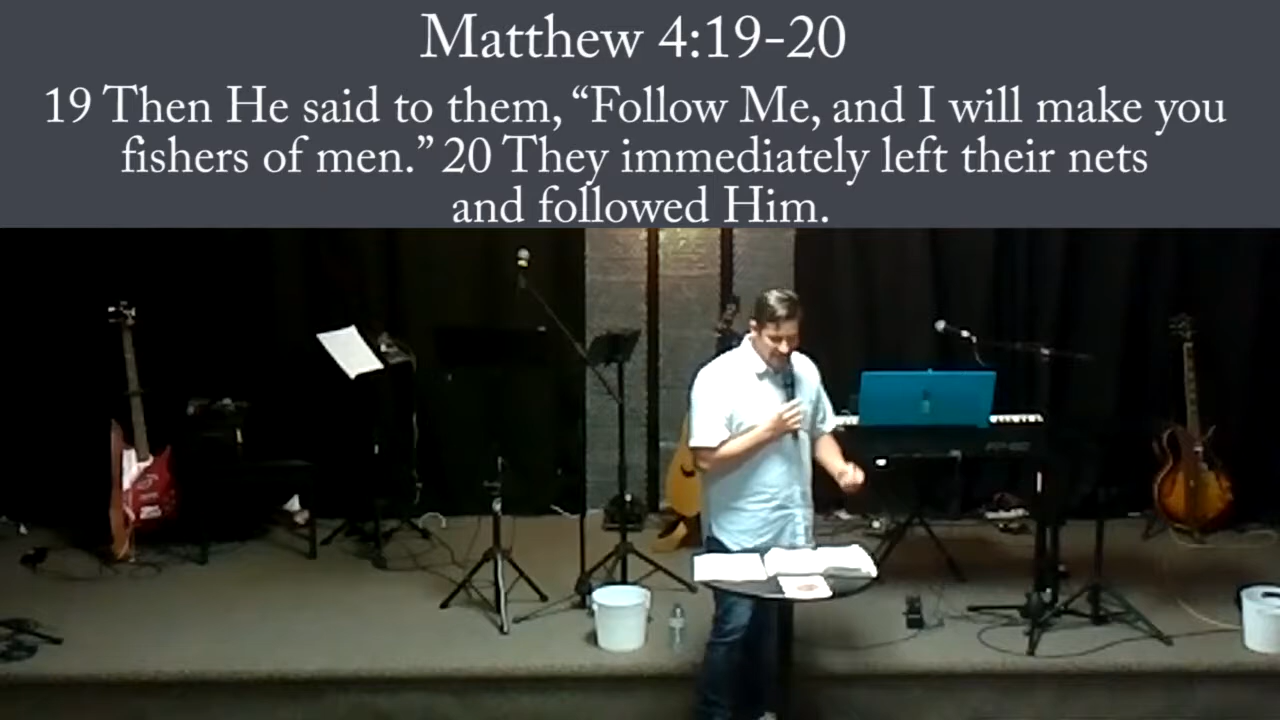 Matthew 4:19-20
19 Then He said to them, “Follow Me, and I will make you
fishers of men.” 20 They immediately left their nets
and followed Him.